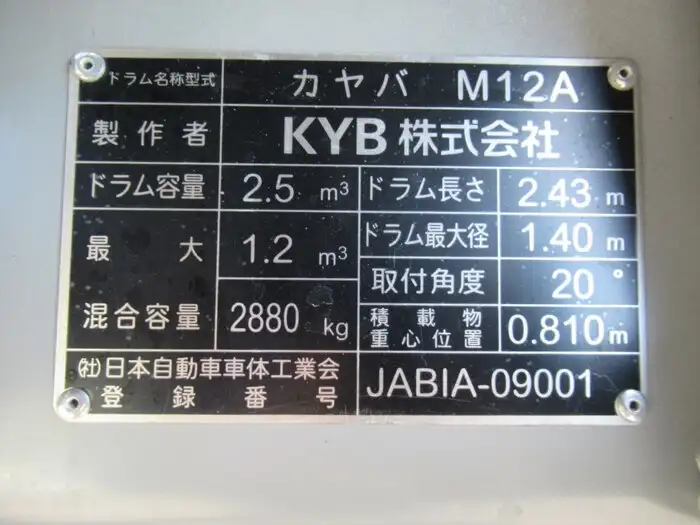 ドラム名称型式 カヤバ M12A
製作者 KYB 株式会社
ドラム容量 2.5 m³ ドラム長さ 2.43 m
最大 1.2 m³ ドラム最大径 1.40 m
取付角度 20°
混合容量 2880 kg 積載物重心位置 0.810m
(社)日本自動車車体工業会
登録番号 JABIA-09001